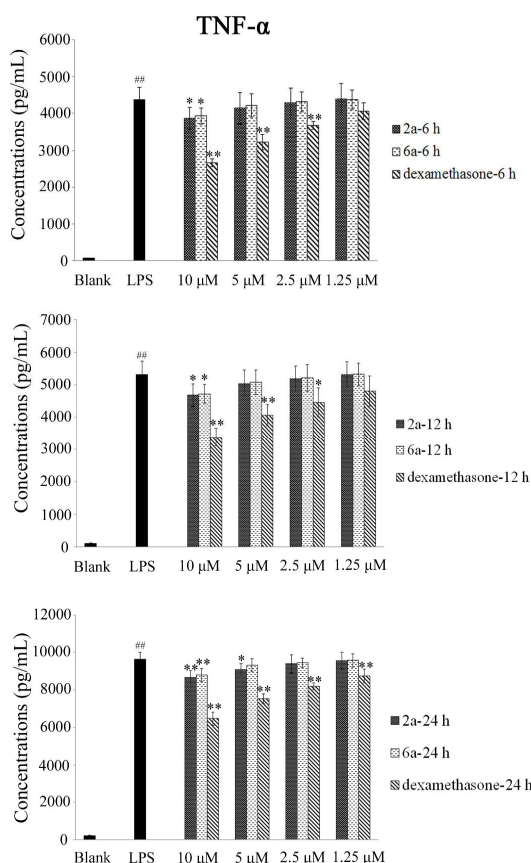 TNF-α
Concentrations (pg/mL)
6000
5000
4000
3000
2000
1000
0
##
* *
**
**
**
Blank LPS 10 μM 5 μM 2.5 μM 1.25 μM
2a-6 h
6a-6 h
dexamethasone-6 h
Concentrations (pg/mL)
7000
6000
5000
4000
3000
2000
1000
0
##
* *
**
**
*
Blank LPS 10 μM 5 μM 2.5 μM 1.25 μM
2a-12 h
6a-12 h
dexamethasone-12 h
Concentrations (pg/mL)
12000
10000
8000
6000
4000
2000
0
##
** **
**
*
**
**
**
Blank LPS 10 μM 5 μM 2.5 μM 1.25 μM
2a-24 h
6a-24 h
dexamethasone-24 h